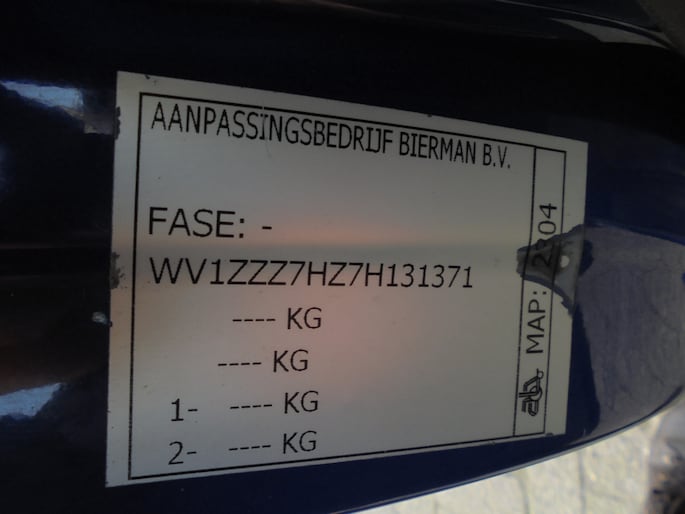 AANPASSINGSBEDRIJF BIERMAN B.V.
FASE: -
WV1ZZZ7HZ7H131371
---- KG
---- KG
1- ---- KG
2- ---- KG
MAP: